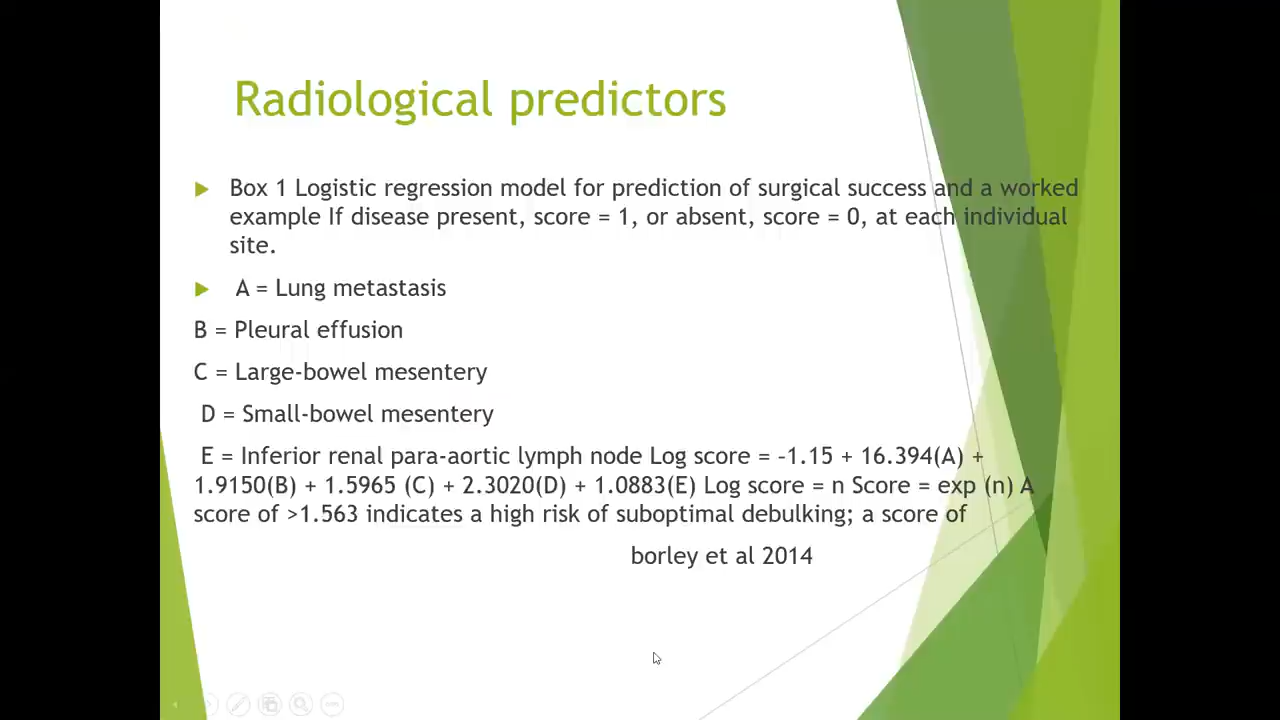 Radiological predictors
Box 1 Logistic regression model for prediction of surgical success and a worked
example If disease present, score = 1, or absent, score = 0, at each individual
site.
A = Lung metastasis
B = Pleural effusion
C = Large-bowel mesentery
D = Small-bowel mesentery
E = Inferior renal para-aortic lymph node Log score = –1.15 + 16.394(A) +
1.9150(B) + 1.5965 (C) + 2.3020(D) + 1.0883(E) Log score = n Score = exp (n) A
score of >1.563 indicates a high risk of suboptimal debulking; a score of
borley et al 2014